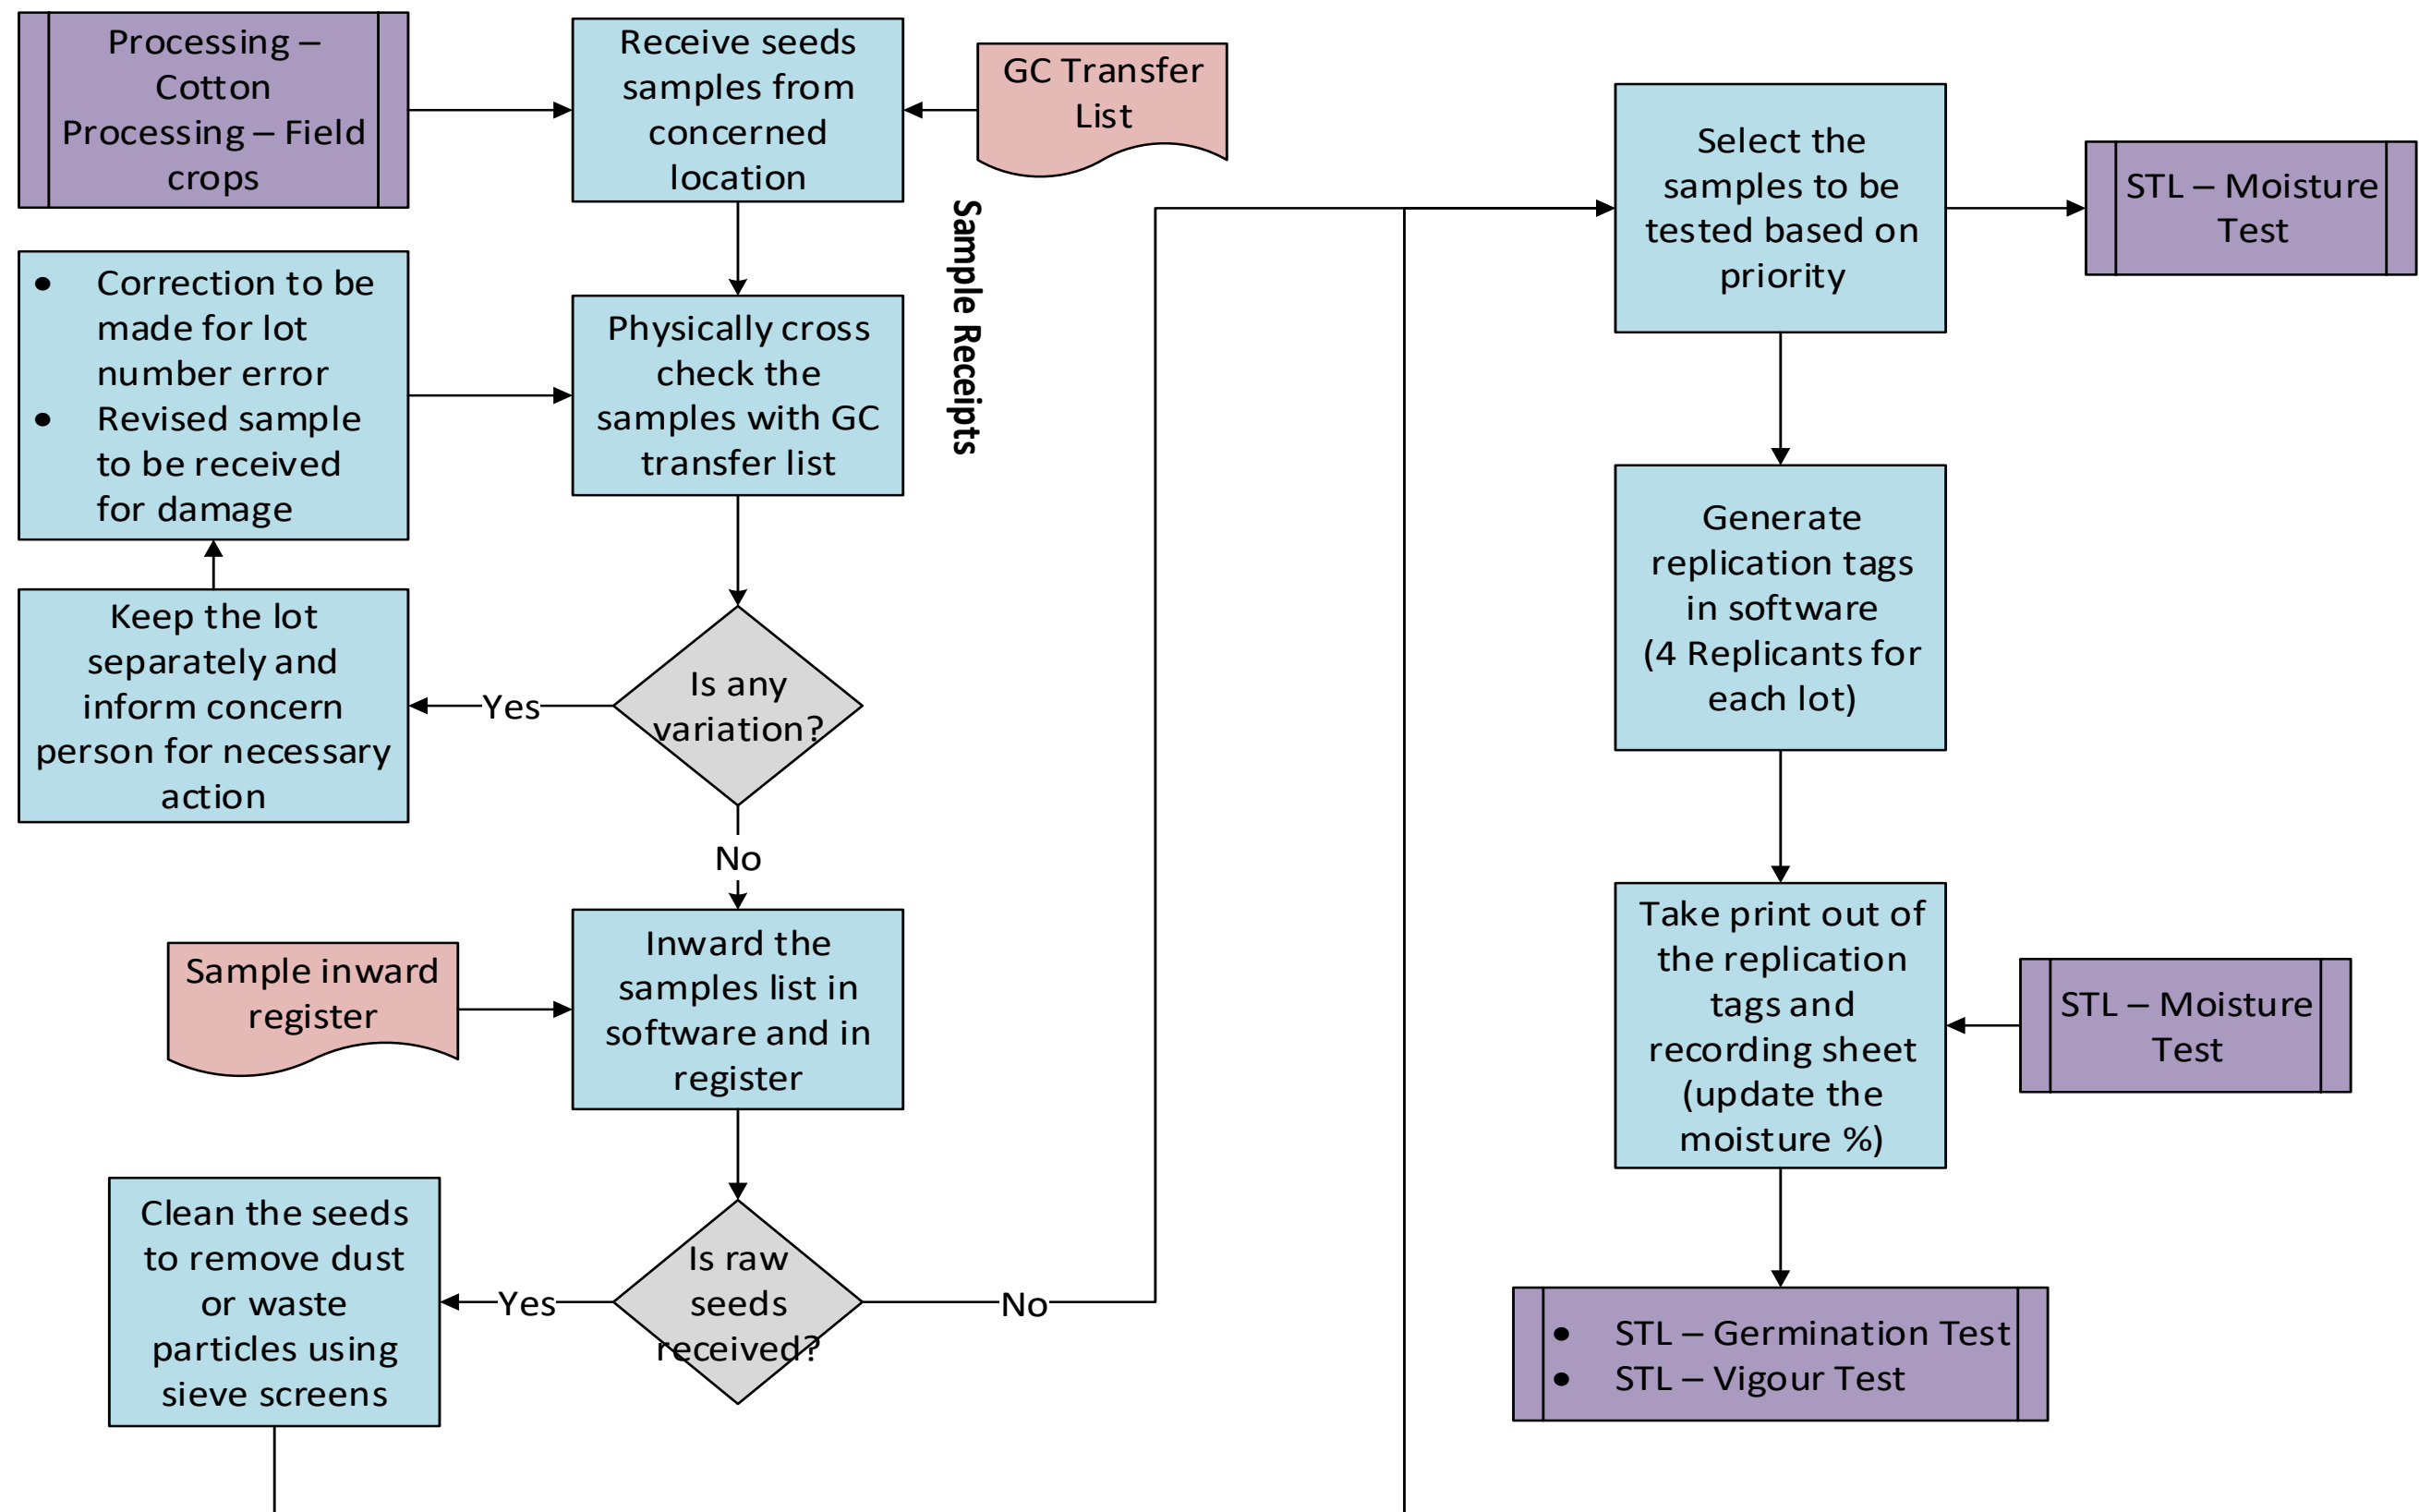 Processing –
Cotton
Processing – Field
crops
Receive seeds
samples from
concerned
location
GC Transfer
List
Sample Receipts
• Correction to be
made for lot
number error
• Revised sample
to be received
for damage
Physically cross
check the
samples with GC
transfer list
Keep the lot
separately and
inform concern
person for necessary
action
Yes
Is any
variation?
No
Sample inward
register
Inward the
samples list in
software and in
register
Clean the seeds
to remove dust
or waste
particles using
sieve screens
Yes
Is raw
seeds
received?
No
Select the
samples to be
tested based on
priority
STL – Moisture
Test
Generate
replication tags
in software
(4 Replicants for
each lot)
Take print out of
the replication
tags and
recording sheet
(update the
moisture %)
STL – Moisture
Test
• STL – Germination Test
• STL – Vigour Test